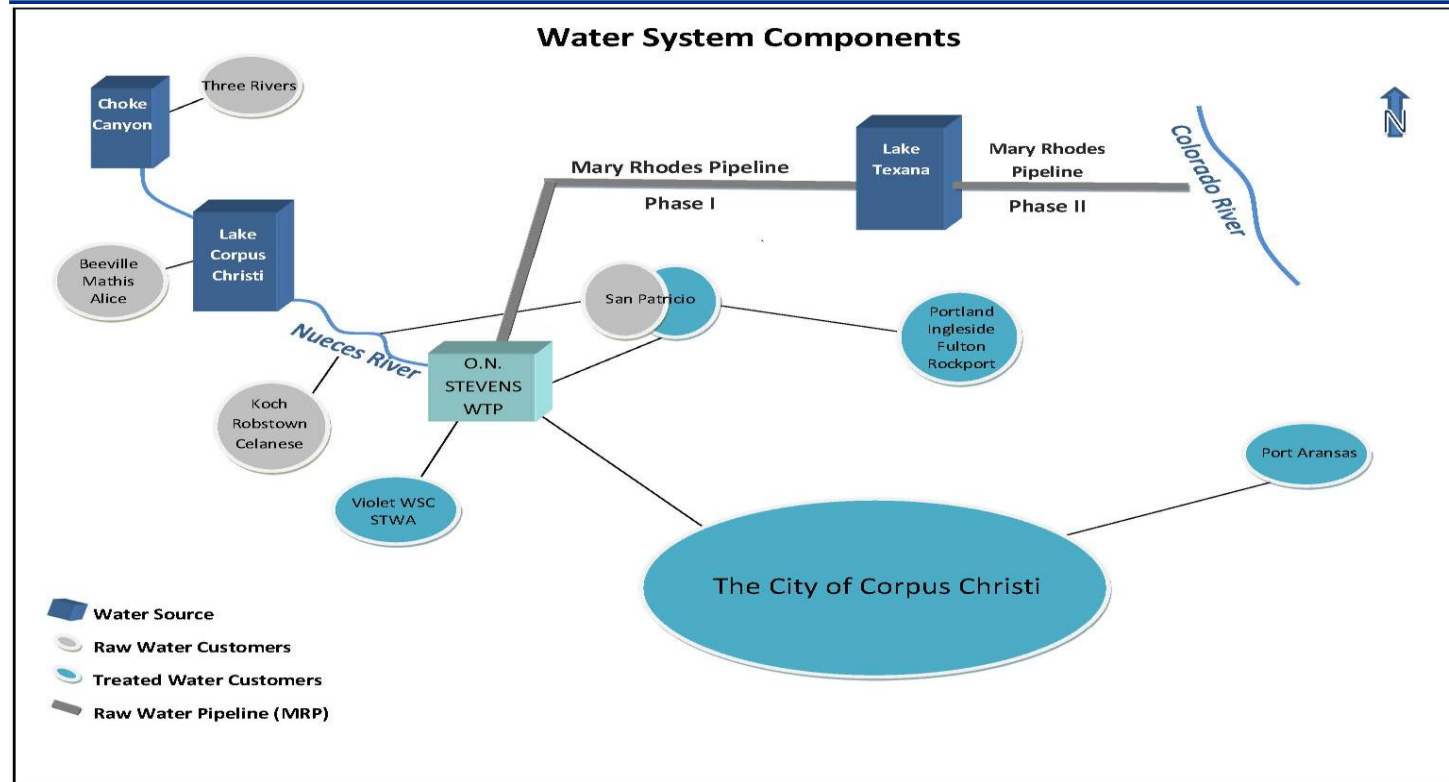 Water System Components
Three Rivers
Choke
Canyon
N
Lake
Texana
Mary Rhodes Pipeline
Phase I
Mary Rhodes
Pipeline
Phase II
Colorado River
Lake
Corpus
Christi
Beeville
Mathis
Alice
San Patricio
Portland
Ingleside
Fulton
Rockport
Nueces River
O.N.
STEVENS
WTP
Koch
Robstown
Celanese
Port Aransas
Violet WSC
STWA
The City of Corpus Christi
Water Source
Raw Water Customers
Treated Water Customers
Raw Water Pipeline (MRP)